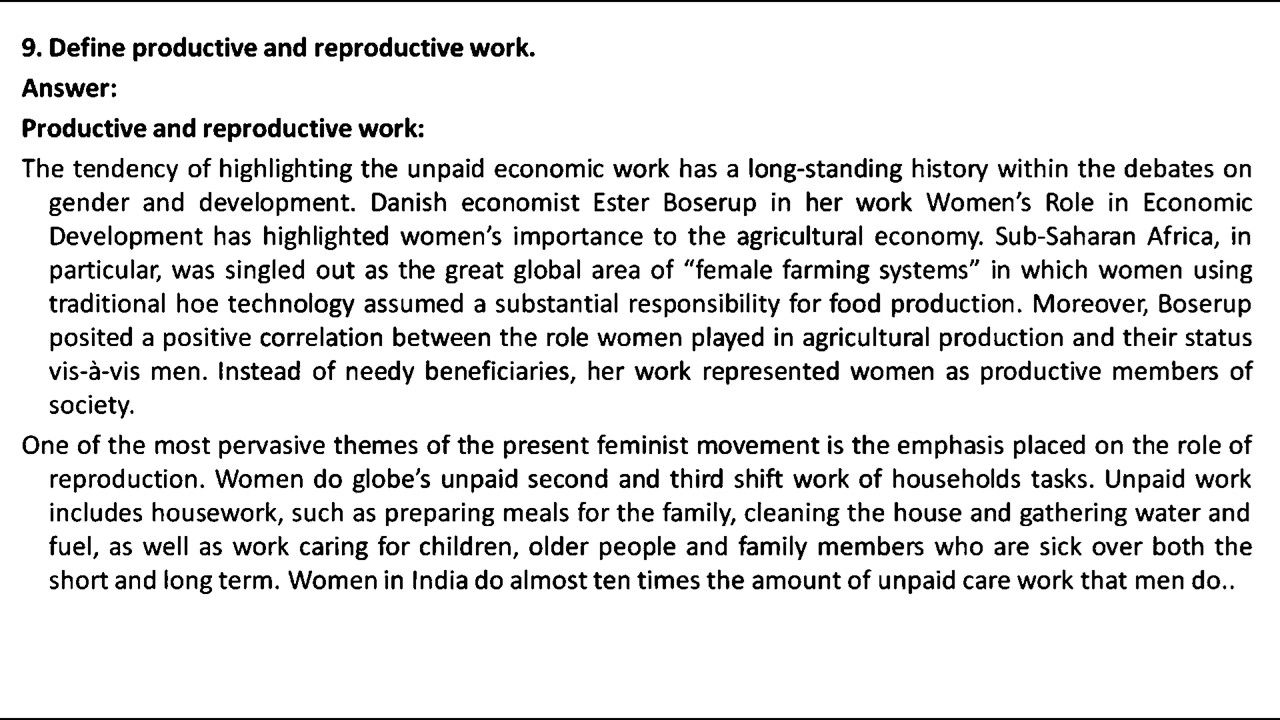 9. Define productive and reproductive work.
Answer:
Productive and reproductive work:
The tendency of highlighting the unpaid economic work has a long-standing history within the debates on
gender and development. Danish economist Ester Boserup in her work Women’s Role in Economic
Development has highlighted women’s importance to the agricultural economy. Sub-Saharan Africa, in
particular, was singled out as the great global area of “female farming systems” in which women using
traditional hoe technology assumed a substantial responsibility for food production. Moreover, Boserup
posited a positive correlation between the role women played in agricultural production and their status
vis-à-vis men. Instead of needy beneficiaries, her work represented women as productive members of
society.
One of the most pervasive themes of the present feminist movement is the emphasis placed on the role of
reproduction. Women do globe’s unpaid second and third shift work of households tasks. Unpaid work
includes housework, such as preparing meals for the family, cleaning the house and gathering water and
fuel, as well as work caring for children, older people and family members who are sick over both the
short and long term. Women in India do almost ten times the amount of unpaid care work that men do..